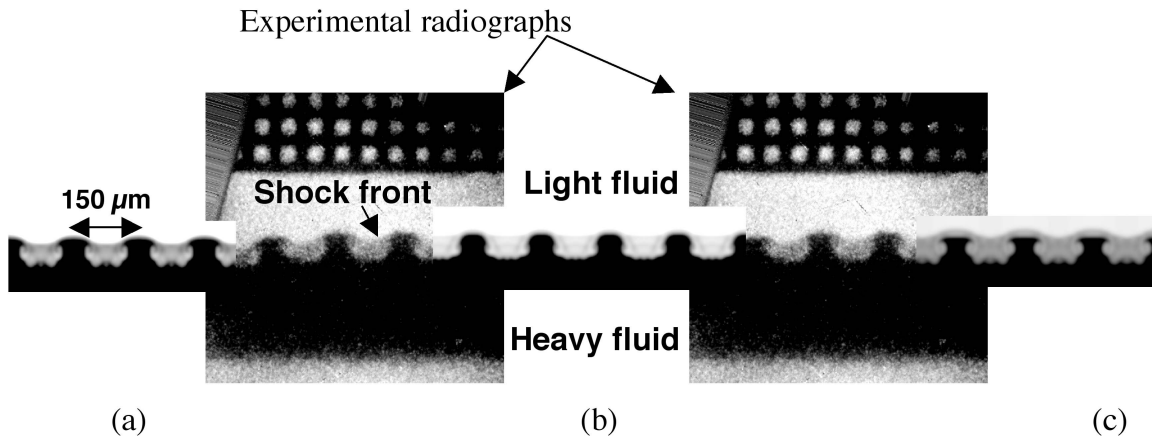 Experimental radiographs
Shock front
Light fluid
150 µm
Heavy fluid
(a)
(b)
(c)